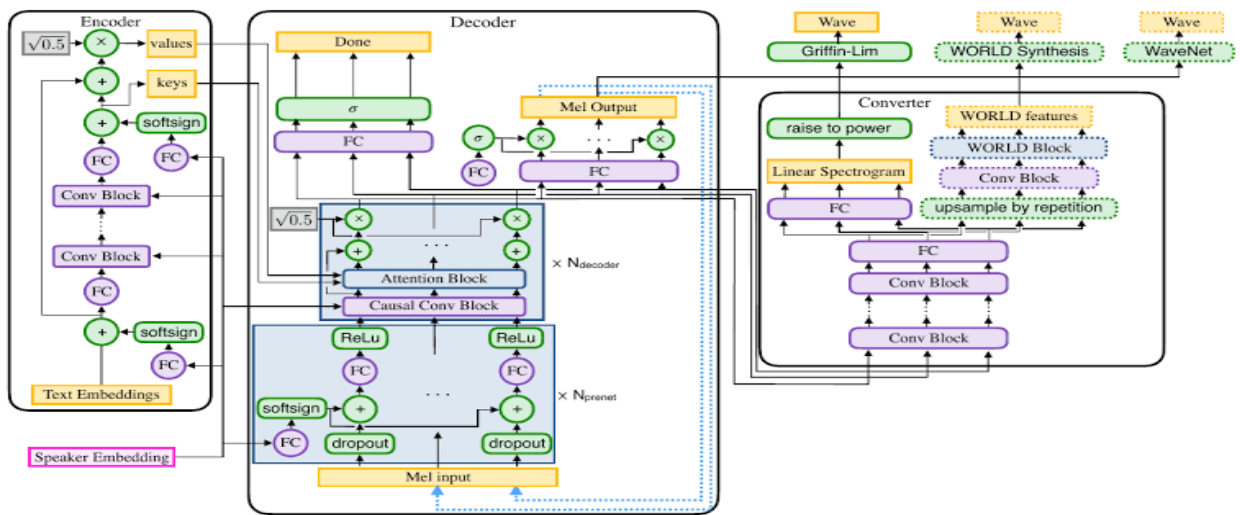 Encoder
√0.5
×
values
+
keys
+
softsign
FC
FC
Conv Block
Conv Block
FC
+
softsign
FC
Text Embeddings
Speaker Embedding
Decoder
Done
σ
FC
Mel Output
σ
×
. . .
×
FC
FC
√0.5
×
×
+
. . .
+
× Ndecoder
Attention Block
Causal Conv Block
ReLu
ReLu
FC
FC
. . .
× Nprenet
softsign
+
+
FC
dropout
dropout
Mel input
Wave
Wave
Wave
Griffin-Lim
WORLD Synthesis
WaveNet
Converter
raise to power
WORLD features
WORLD Block
Linear Spectrogram
Conv Block
FC
upsample by repetition
FC
Conv Block
Conv Block